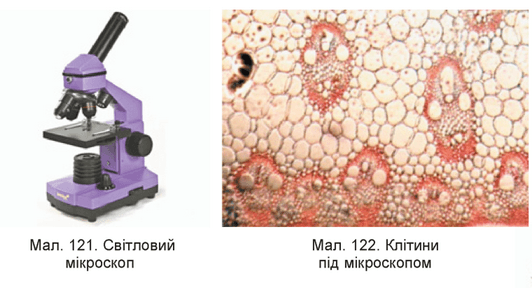 Мал. 121. Світловий
мікроскоп
Мал. 122. Клітини
під мікроскопом